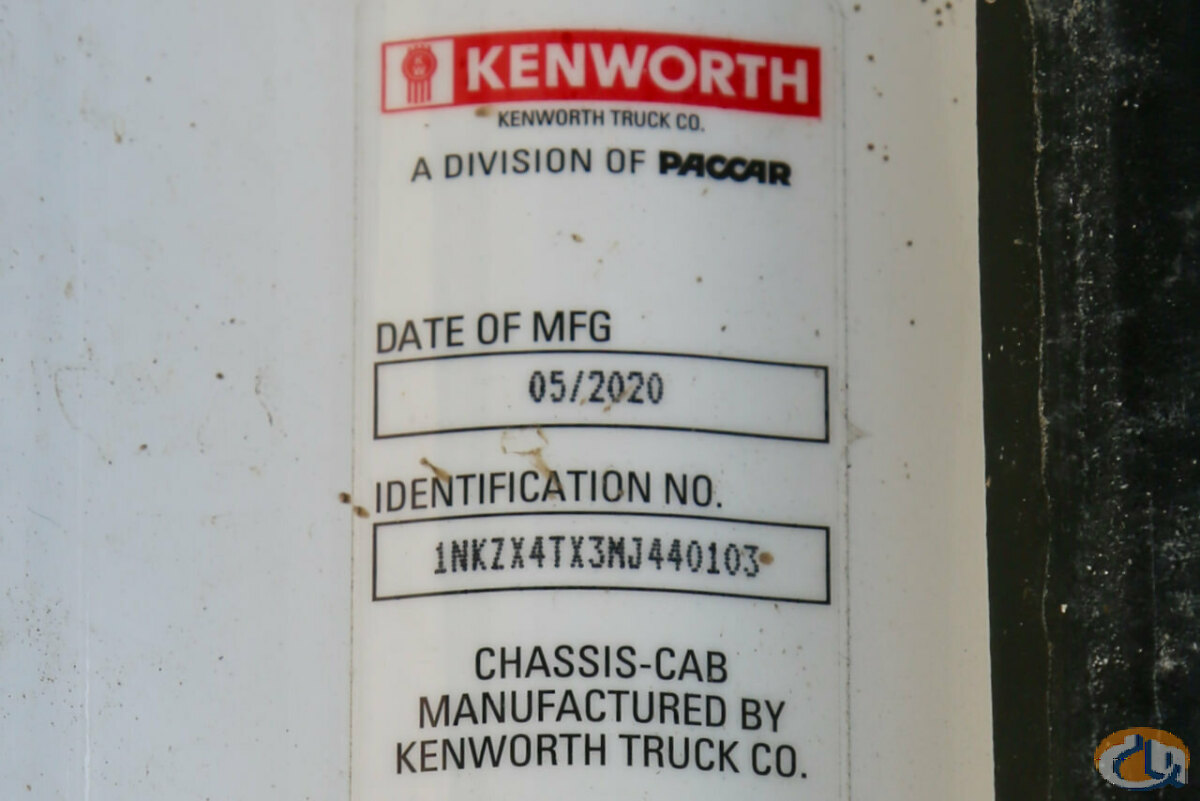 KENWORTH
KENWORTH TRUCK CO.
A DIVISION OF PACCAR
DATE OF MFG
05/2020
IDENTIFICATION NO.
1NKZX4TX3MJ440103
CHASSIS-CAB
MANUFACTURED BY
KENWORTH TRUCK CO.